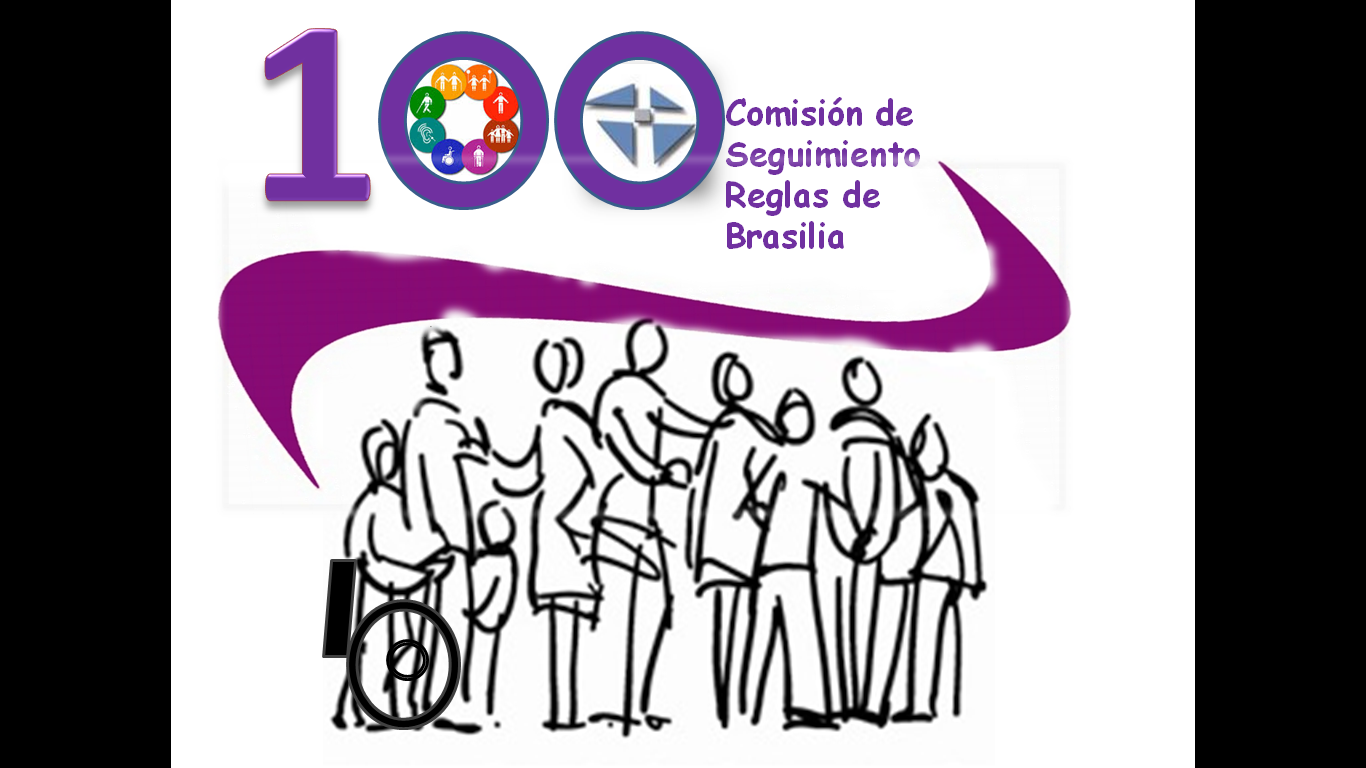 100
Comisión de
Seguimiento
Reglas de
Brasilia